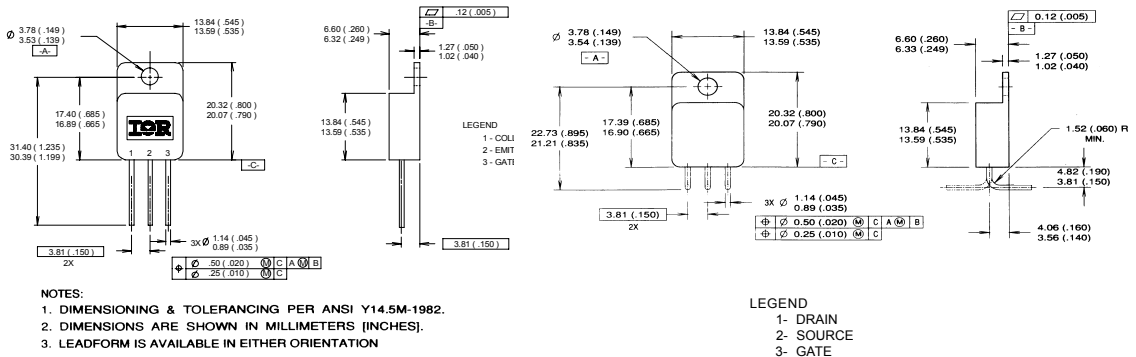 Ø 3.78 (.149)
3.53 (.139)
-A-
13.84 (.545)
13.59 (.535)
17.40 (.685)
16.89 (.665)
31.40 (1.235)
30.39 (1.199)
20.32 (.800)
20.07 (.790)
IOR
1 2 3
-C-
3.81 (.150)
2X
3X Ø 1.14 (.045)
0.89 (.035)
Ø .50 (.020) Ⓜ C A Ⓜ B
Ø .25 (.010) Ⓜ C
.12 (.005)
-B-
6.60 (.260)
6.32 (.249)
1.27 (.050)
1.02 (.040)
13.84 (.545)
13.59 (.535)
3.81 (.150)
LEGEND
1 - COLL
2 - EMIT
3 - GATE
Ø 3.78 (.149)
3.54 (.139)
- A -
13.84 (.545)
13.59 (.535)
22.73 (.895)
21.21 (.835)
17.39 (.685)
16.90 (.665)
20.32 (.800)
20.07 (.790)
- C -
3.81 (.150)
2X
3X Ø 1.14 (.045)
0.89 (.035)
Ø 0.50 (.020) Ⓜ C A Ⓜ B
Ø 0.25 (.010) Ⓜ C
0.12 (.005)
- B -
6.60 (.260)
6.33 (.249)
1.27 (.050)
1.02 (.040)
13.84 (.545)
13.59 (.535)
1.52 (.060) R
MIN.
4.82 (.190)
3.81 (.150)
4.06 (.160)
3.56 (.140)
NOTES:
1. DIMENSIONING & TOLERANCING PER ANSI Y14.5M-1982.
2. DIMENSIONS ARE SHOWN IN MILLIMETERS [INCHES].
3. LEADFORM IS AVAILABLE IN EITHER ORIENTATION
LEGEND
1- DRAIN
2- SOURCE
3- GATE